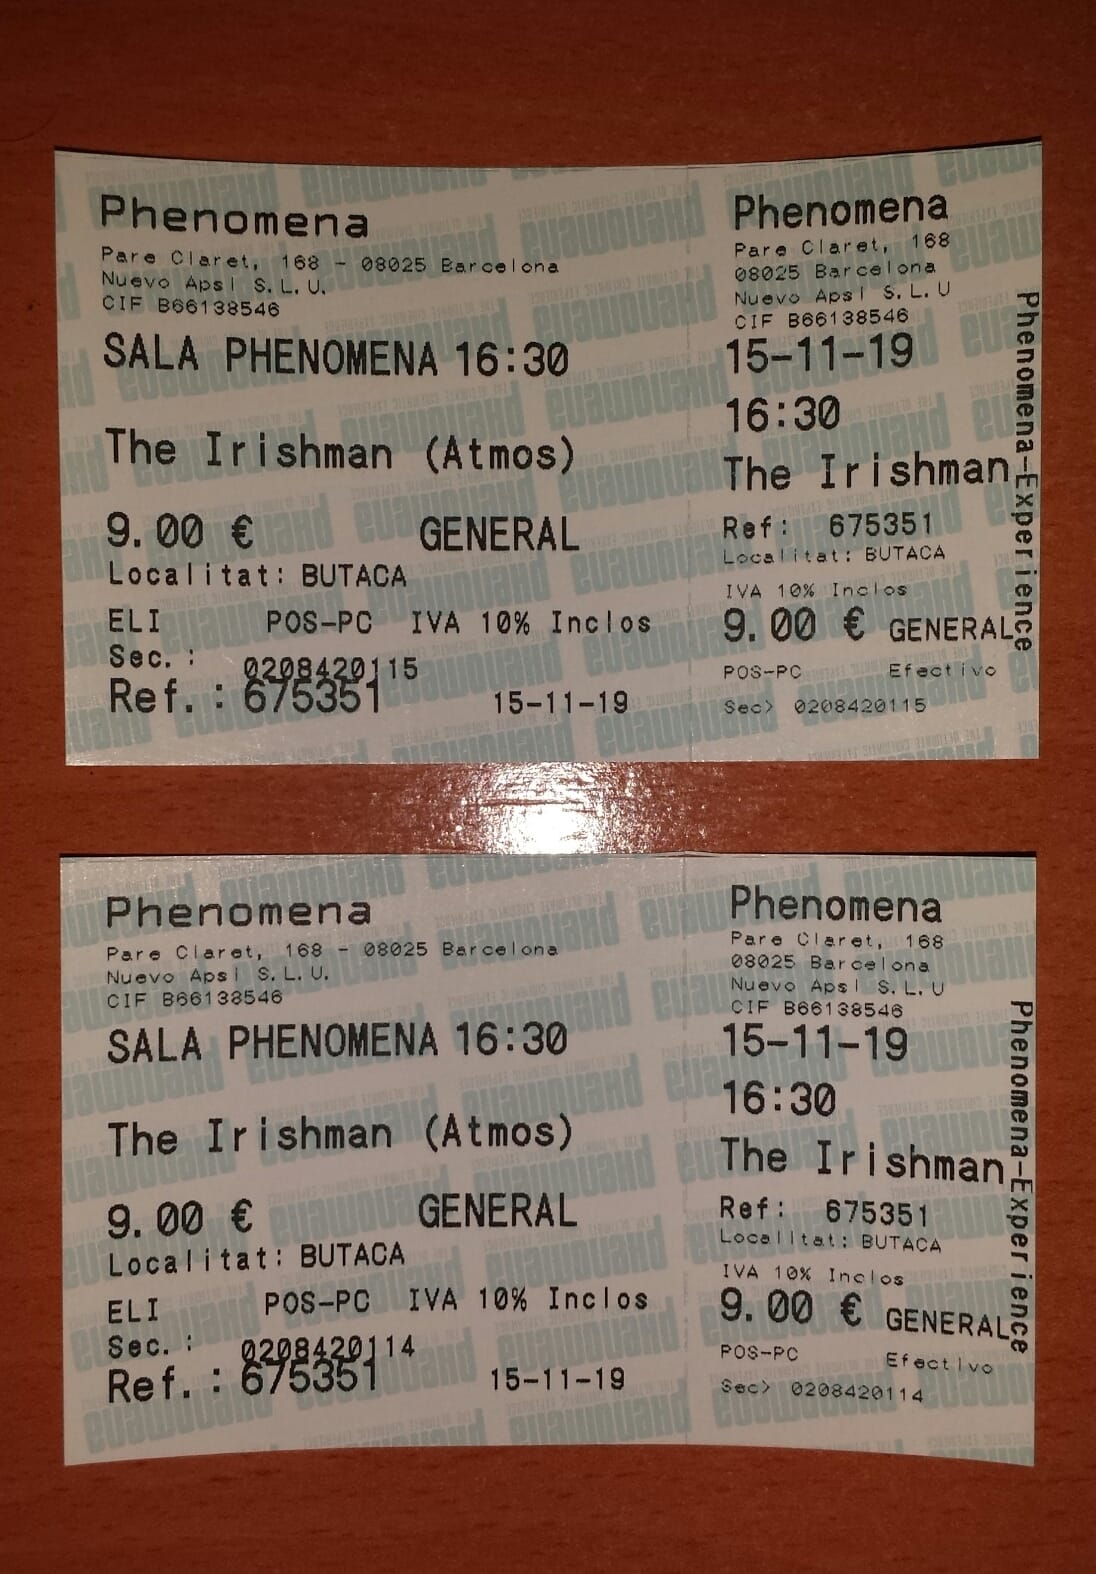 Phenomena
Pare Claret, 168 - 08025 Barcelona
Nuevo Apsl S.L.U.
CIF B66138546
SALA PHENOMENA 16:30
The Irishman (Atmos)
9.00 € GENERAL
Localitat: BUTACA
ELI POS-PC IVA 10% Inclos
Sec.: 0208420115
Ref.: 675351 15-11-19
Phenomena
Pare Claret, 168
08025 Barcelona
Nuevo Apsl S.L.U
CIF B66138546
15-11-19
16:30
The Irishman
Ref: 675351
Localitat: BUTACA
IVA 10% Inclos
9.00 € GENERAL
POS-PC Efectivo
Sec> 0208420115
Phenomena-Experience
Phenomena
Pare Claret, 168 - 08025 Barcelona
Nuevo Apsl S.L.U.
CIF B66138546
SALA PHENOMENA 16:30
The Irishman (Atmos)
9.00 € GENERAL
Localitat: BUTACA
ELI POS-PC IVA 10% Inclos
Sec.: 0208420114
Ref.: 675351 15-11-19
Phenomena
Pare Claret, 168
08025 Barcelona
Nuevo Apsl S.L.U
CIF B66138546
15-11-19
16:30
The Irishman
Ref: 675351
Localitat: BUTACA
IVA 10% Inclos
9.00 € GENERAL
POS-PC Efectivo
Sec> 0208420114
Phenomena-Experience